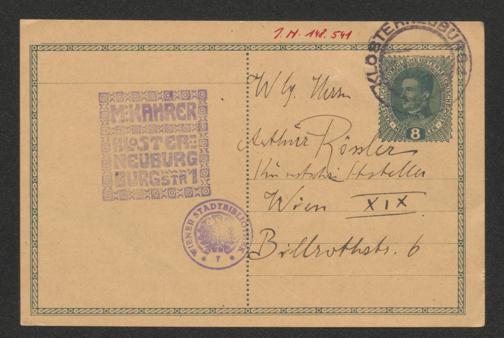 J. N. 148.541
KLOSTERNEUBURG
8
M. KAHRER
KLOSTER=
NEUBURG
BURGSTR 1
WIENER STADTBIBLIOTHEK
Wlg. Herrn
Arthur Rössler
Kunstschriftsteller
Wien XIX
Billrothstr. 6